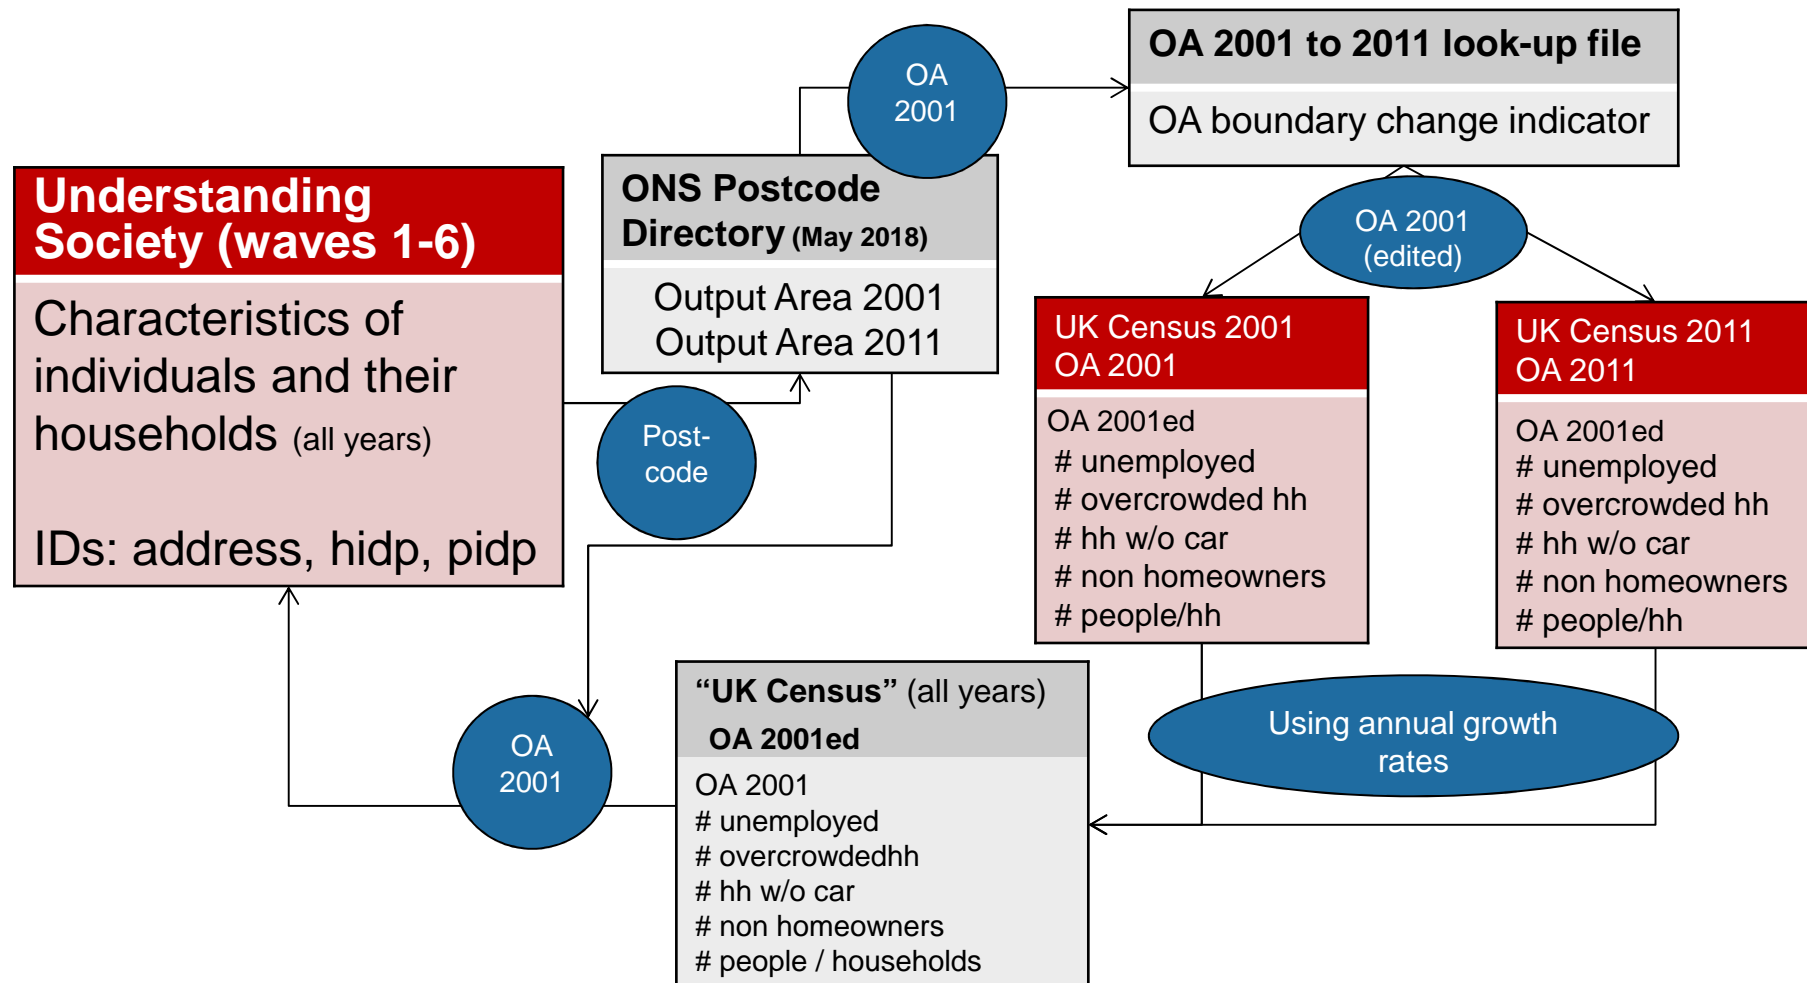 Understanding
Society (waves 1-6)
Characteristics of
individuals and their
households (all years)
IDs: address, hidp, pidp
Post-
code
ONS Postcode
Directory (May 2018)
Output Area 2001
Output Area 2011
OA
2001
OA 2001 to 2011 look-up file
OA boundary change indicator
OA 2001
(edited)
UK Census 2001
OA 2001
OA 2001ed
# unemployed
# overcrowded hh
# hh w/o car
# non homeowners
# people/hh
UK Census 2011
OA 2011
OA 2001ed
# unemployed
# overcrowded hh
# hh w/o car
# non homeowners
# people/hh
Using annual growth
rates
“UK Census” (all years)
OA 2001ed
OA 2001
# unemployed
# overcrowdedhh
# hh w/o car
# non homeowners
# people / households
OA
2001